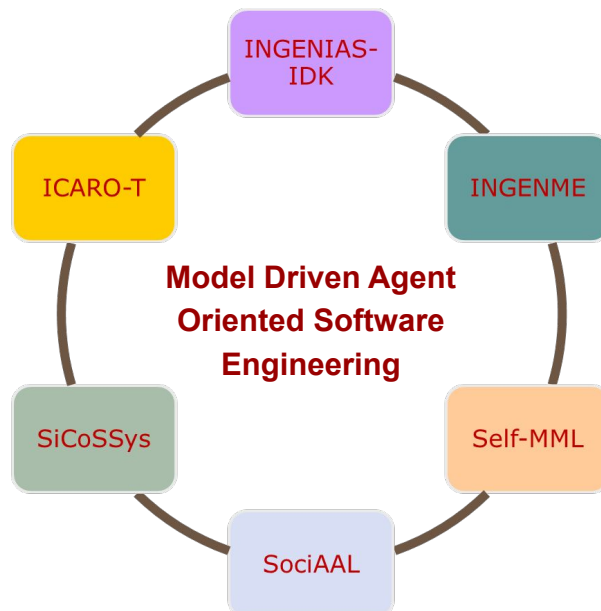 INGENIAS-
IDK
ICARO-T
INGENME
Model Driven Agent
Oriented Software
Engineering
SiCoSSys
Self-MML
SociAAL